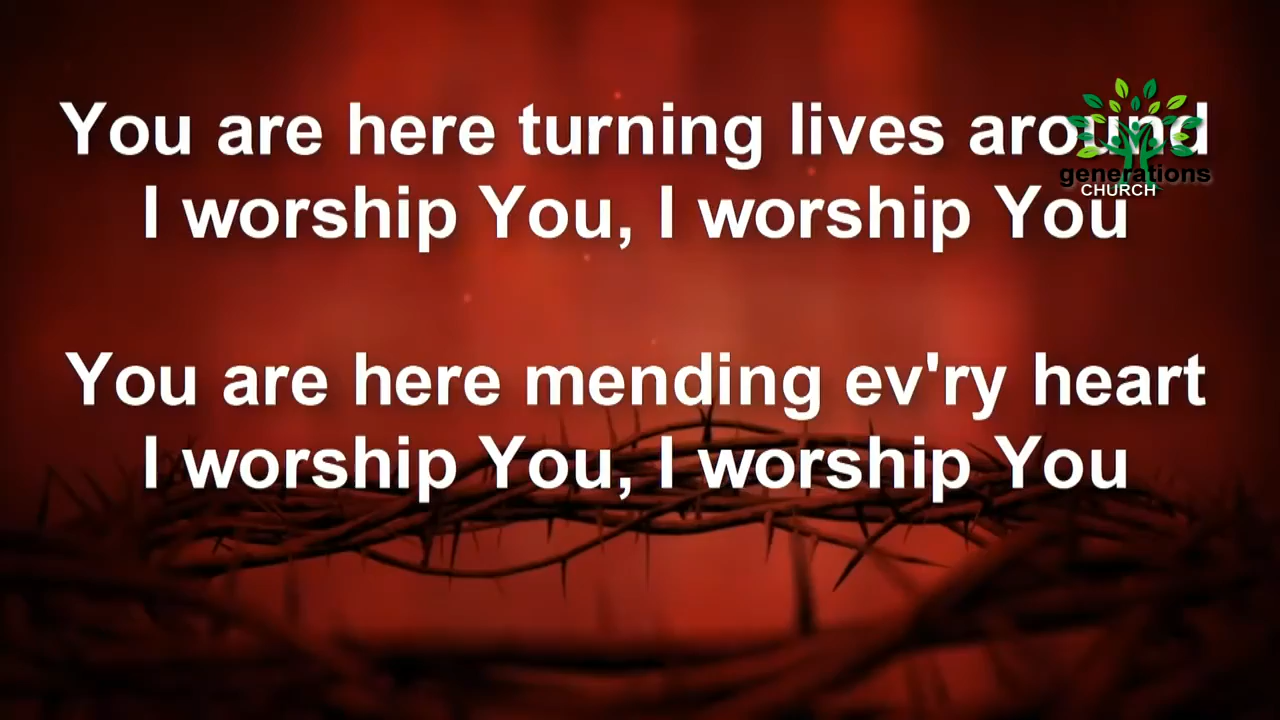 You are here turning lives around
generations
CHURCH
I worship You, I worship You
You are here mending ev'ry heart
I worship You, I worship You